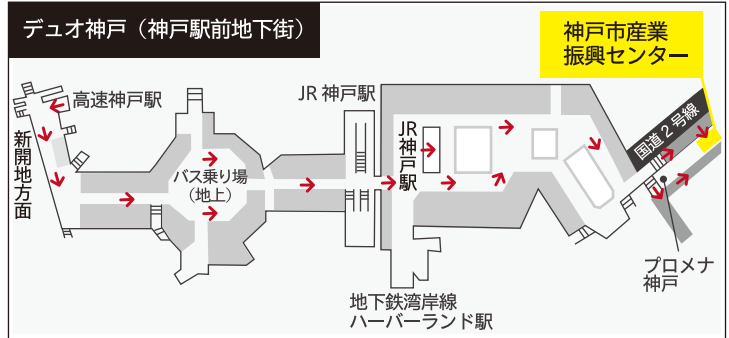 デュオ神戸（神戸駅前地下街）
神戸市産業
振興センター
高速神戸駅
JR 神戸駅
新開地方面
バス乗り場
（地上）
JR神戸駅
国道２号線
プロメナ
神戸
地下鉄湾岸線
ハーバーランド駅